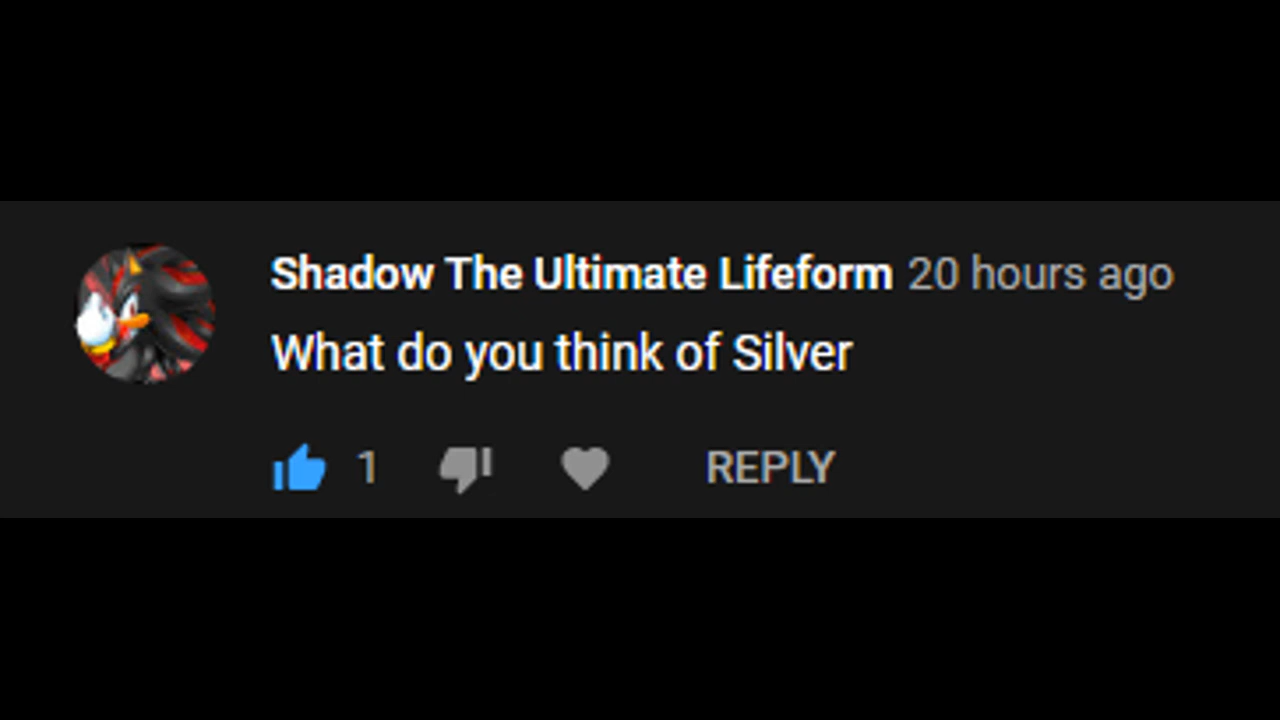 Shadow The Ultimate Lifeform 20 hours ago
What do you think of Silver
1 REPLY